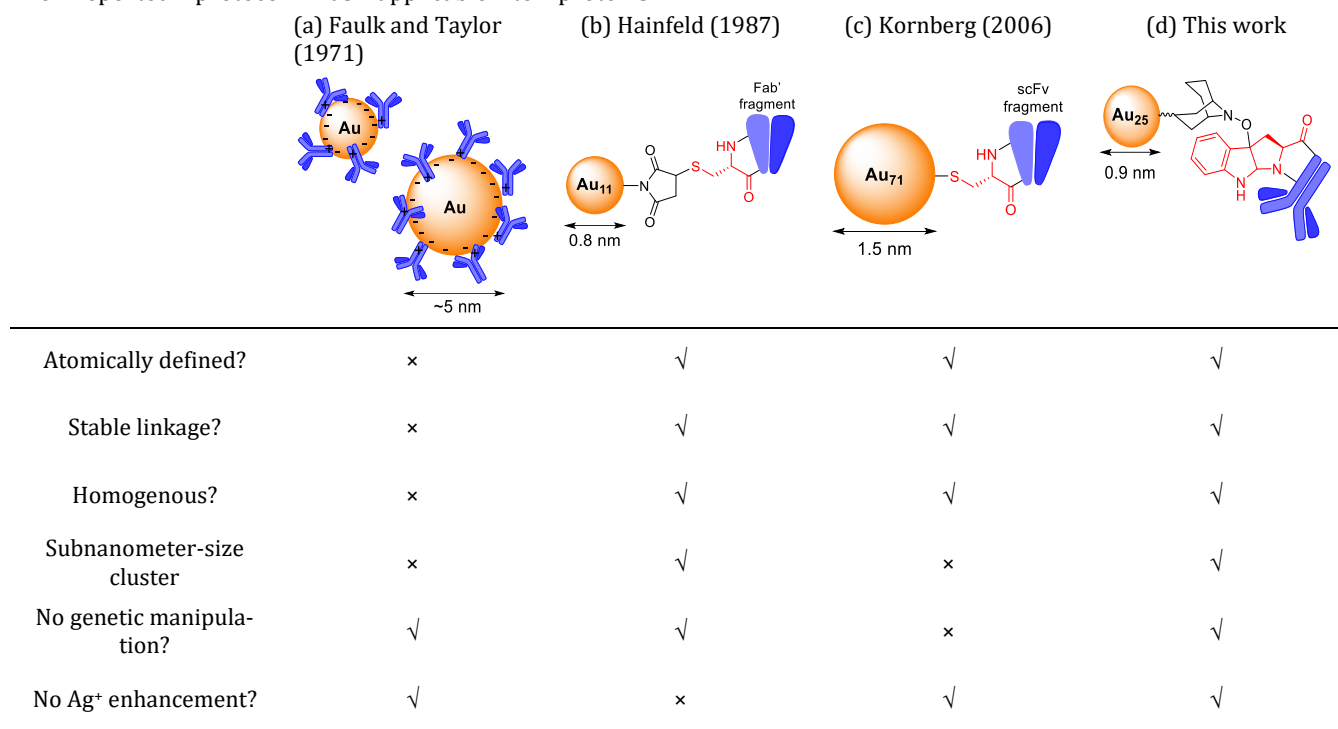 (a) Faulk and Taylor (1971)
(b) Hainfeld (1987)
(c) Kornberg (2006)
(d) This work
Au
Au
~5 nm
Fab'
fragment
Au11
0.8 nm
N
O
O
S
HN
O
scFv
fragment
Au71
1.5 nm
S
HN
O
Au25
0.9 nm
N
O
O
N
N
H
Atomically defined? × √ √ √
Stable linkage? × √ √ √
Homogenous? × √ √ √
Subnanometer-size
cluster × √ × √
No genetic manipula-
tion? √ √ × √
No Ag⁺ enhancement? √ × √ √